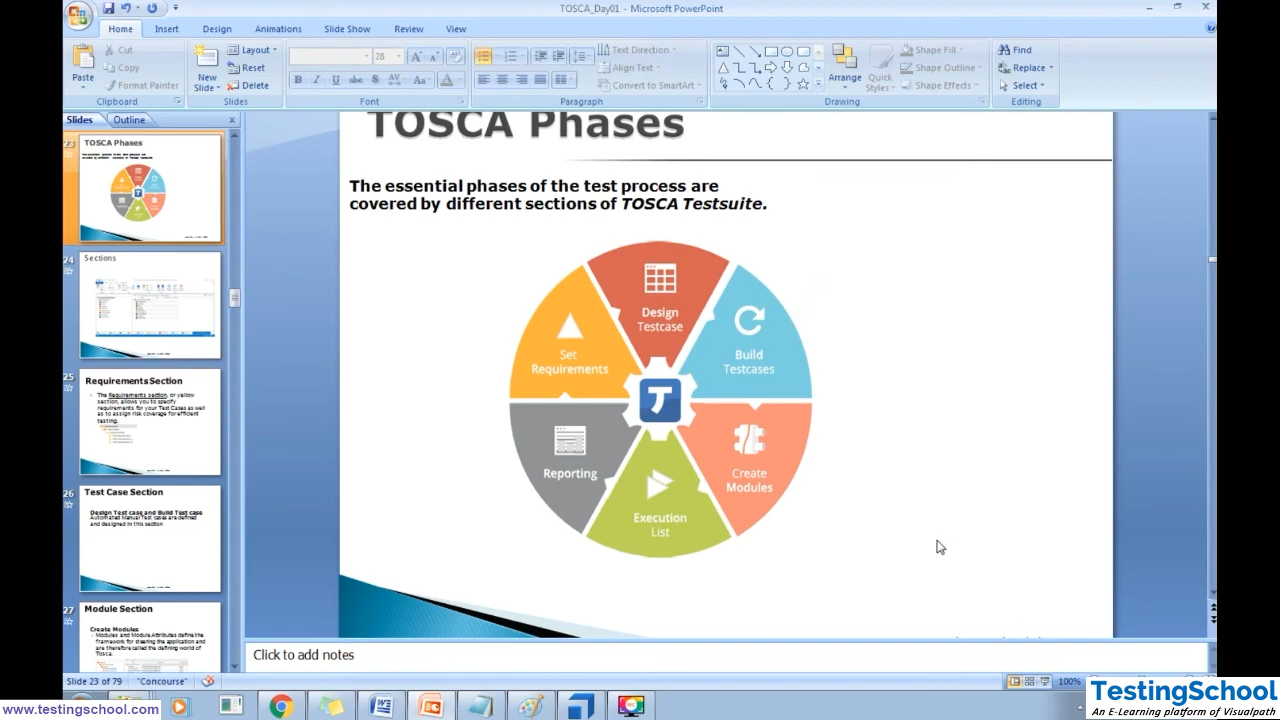 TOSCA_Day01 - Microsoft PowerPoint
Home
Insert
Design
Animations
Slide Show
Review
View
Cut
Copy
Format Painter
Paste
Clipboard
New
Slide
Layout
Reset
Delete
Slides
28
Font
Text Direction
Align Text
Convert to SmartArt
Paragraph
Arrange
Quick
Styles
Shape Fill
Shape Outline
Shape Effects
Drawing
Find
Replace
Select
Editing
Slides
Outline
23
TOSCA Phases
24
Sections
25
Requirements Section
The Requirements section, or yellow
section, allows you to specify
requirements for your Test Cases as well
as to assign risk coverage for efficient
testing.
26
Test Case Section
Design Test case and Build Test case
Automated Manual Test cases are defined
and designed in this section
27
Module Section
Create Modules
Modules and Module Attributes define the
framework for steering the application and
are therefore called the defining world of
Tosca.
TOSCA Phases
The essential phases of the test process are
covered by different sections of TOSCA Testsuite.
Design
Testcase
Build
Testcases
Create
Modules
Execution
List
Reporting
Set
Requirements
Click to add notes
Slide 23 of 79
"Concourse"
100%
www.testingschool.com
TestingSchool
An E-Learning platform of Visualpath